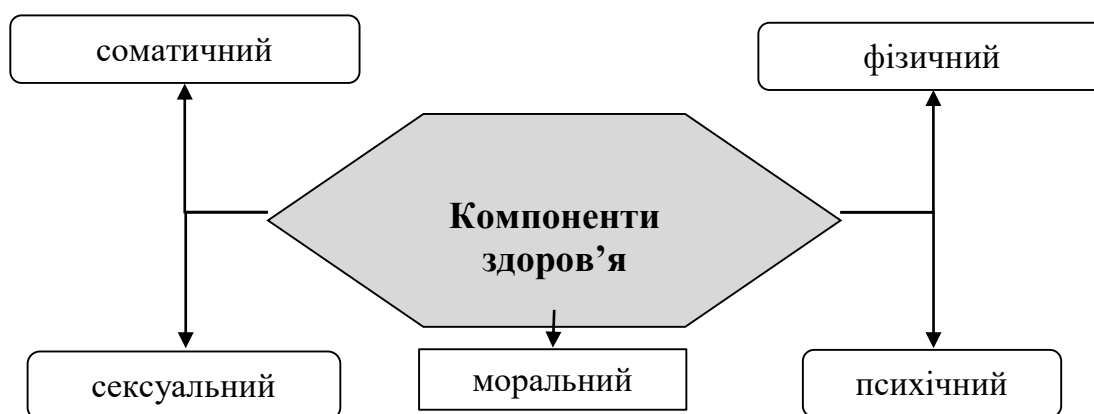 соматичний
фізичний
Компоненти
здоров’я
сексуальний
моральний
психічний